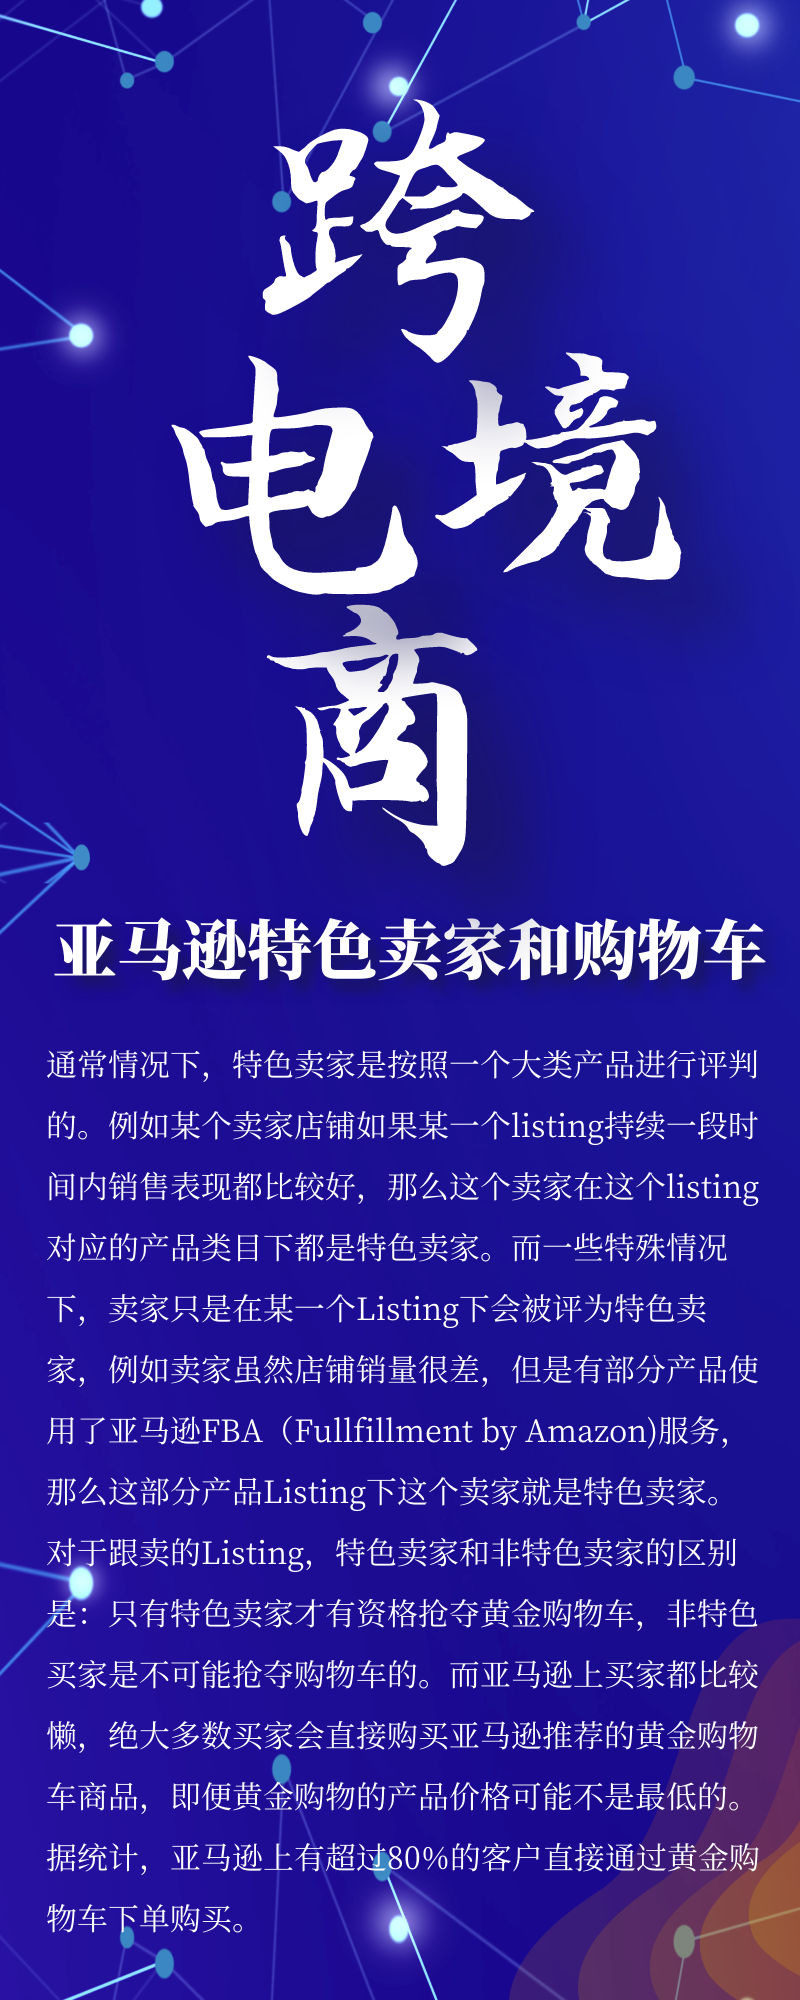 跨
境
电
商
亚马逊特色卖家和购物车
通常情况下，特色卖家是按照一个大类产品进行评判
的。例如某个卖家店铺如果某一个listing持续一段时
间内销售表现都比较好，那么这个卖家在这个listing
对应的产品类目下都是特色卖家。而一些特殊情况
下，卖家只是在某一个Listing下会被评为特色卖
家，例如卖家虽然店铺销量很差，但是有部分产品使
用了亚马逊FBA（Fullfillment by Amazon)服务，
那么这部分产品Listing下这个卖家就是特色卖家。
对于跟卖的Listing，特色卖家和非特色卖家的区别
是：只有特色卖家才有资格抢夺黄金购物车，非特色
买家是不可能抢夺购物车的。而亚马逊上买家都比较
懒，绝大多数买家会直接购买亚马逊推荐的黄金购物
车商品，即便黄金购物的产品价格可能不是最低的。
据统计，亚马逊上有超过80%的客户直接通过黄金购
物车下单购买。